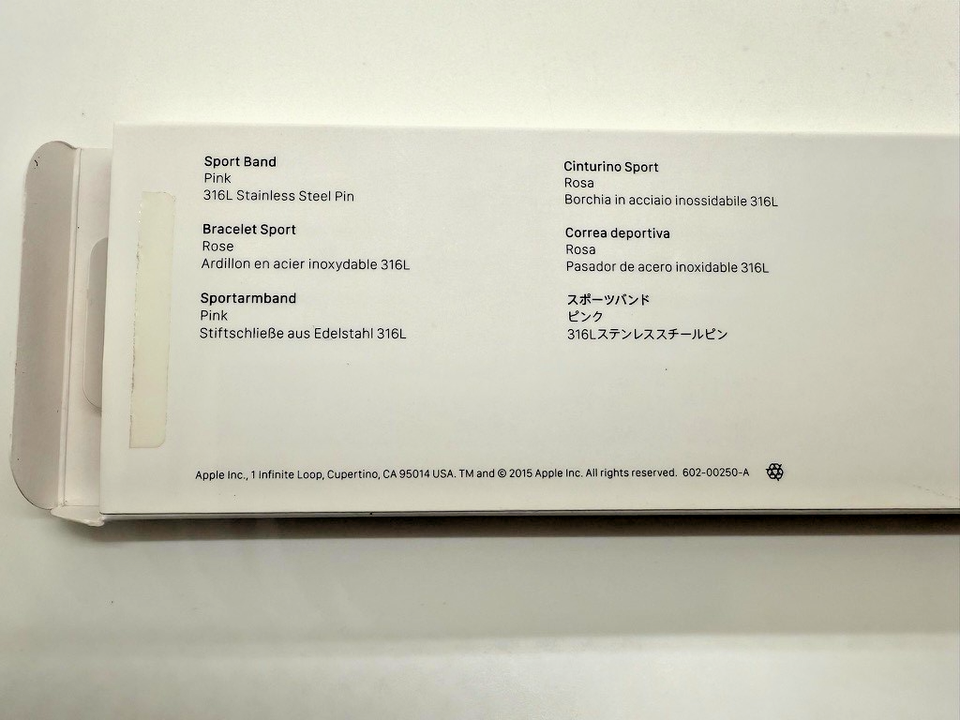 Sport Band
Pink
316L Stainless Steel Pin
Bracelet Sport
Rose
Ardillon en acier inoxydable 316L
Sportarmband
Pink
Stiftschließe aus Edelstahl 316L
Cinturino Sport
Rosa
Borchia in acciaio inossidabile 316L
Correa deportiva
Rosa
Pasador de acero inoxidable 316L
スポーツバンド
ピンク
316Lステンレススチールピン
Apple Inc., 1 Infinite Loop, Cupertino, CA 95014 USA. TM and © 2015 Apple Inc. All rights reserved. 602-00250-A